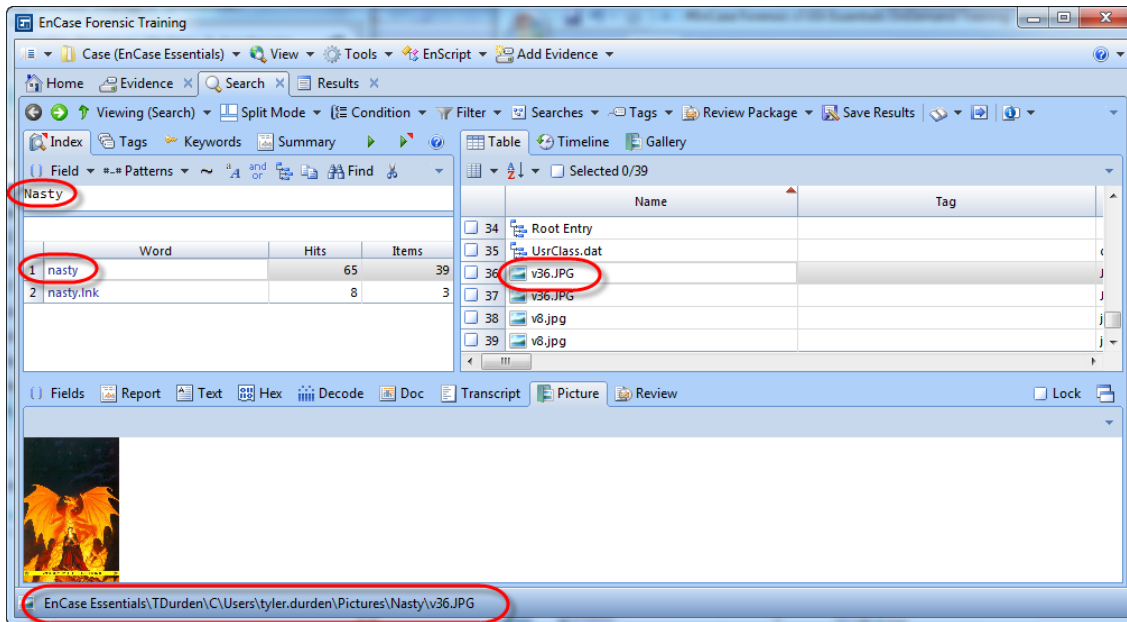 EnCase Forensic Training
Case (EnCase Essentials) View Tools EnScript Add Evidence
Home Evidence Search Results
Viewing (Search) Split Mode Condition Filter Searches Tags Review Package Save Results
Index Tags Keywords Summary
Table Timeline Gallery
Field #-# Patterns ~ and or Find
Selected 0/39
Nasty
Word Hits Items
1 nasty 65 39
2 nasty.lnk 8 3
Name Tag
34 Root Entry
35 UsrClass.dat
36 v36.JPG
37 v36.JPG
38 v8.jpg
39 v8.jpg
Fields Report Text Hex Decode Doc Transcript Picture Review Lock
EnCase Essentials\TDurden\C\Users\tyler.durden\Pictures\Nasty\v36.JPG